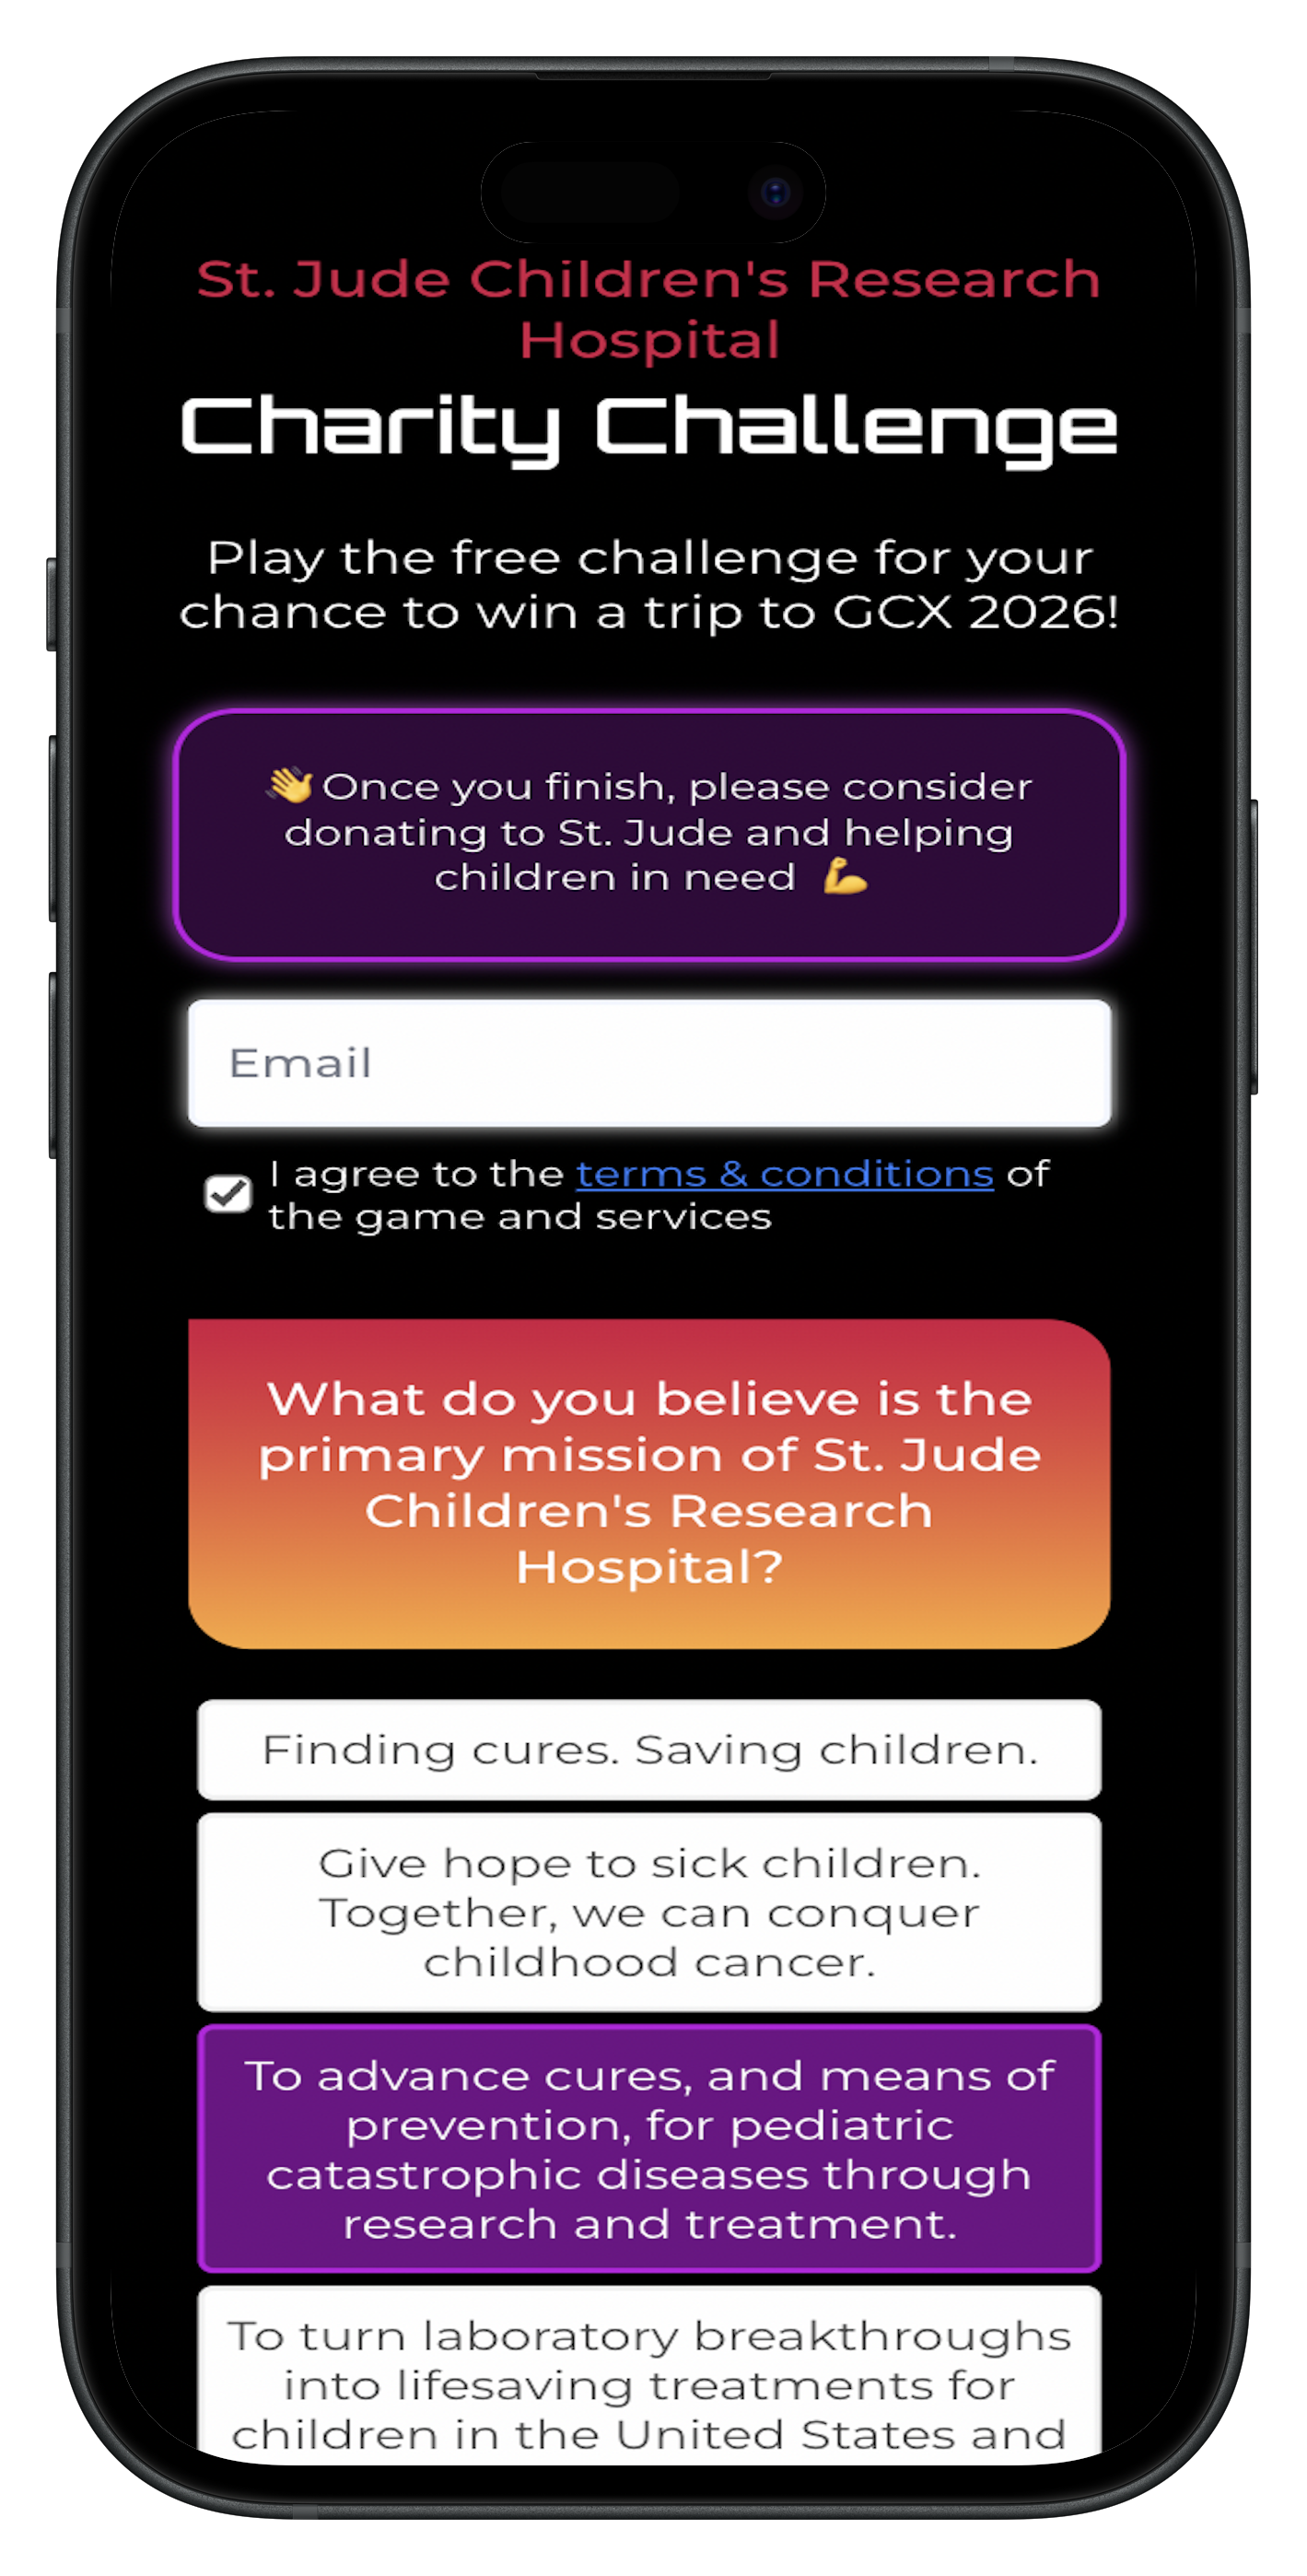 St. Jude Children's Research
Hospital
Charity Challenge
Play the free challenge for your
chance to win a trip to GCX 2026!
👋 Once you finish, please consider
donating to St. Jude and helping
children in need 💪
Email
I agree to the terms & conditions of
the game and services
What do you believe is the
primary mission of St. Jude
Children's Research
Hospital?
Finding cures. Saving children.
Give hope to sick children.
Together, we can conquer
childhood cancer.
To advance cures, and means of
prevention, for pediatric
catastrophic diseases through
research and treatment.
To turn laboratory breakthroughs
into lifesaving treatments for
children in the United States and